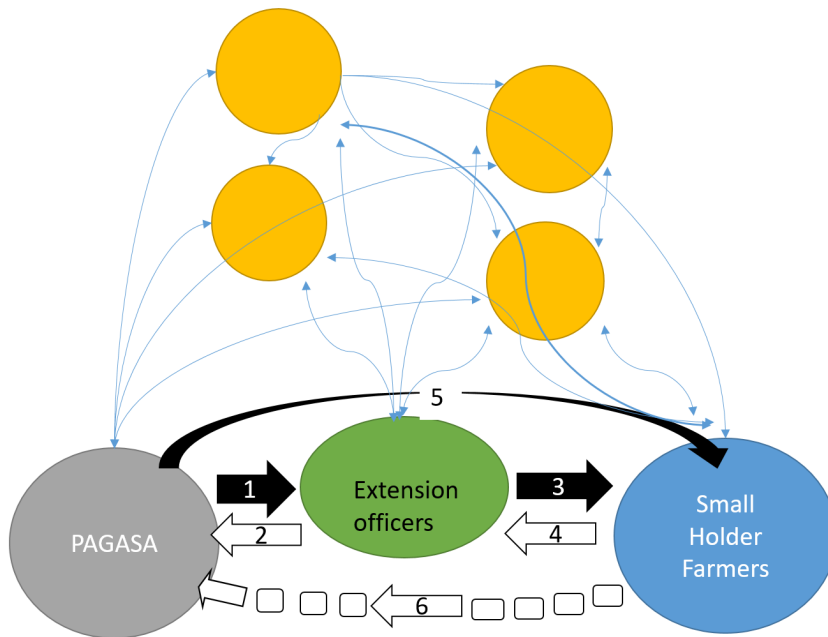 5
1
3
Extension
officers
Small
Holder
Farmers
PAGASA
2
4
6